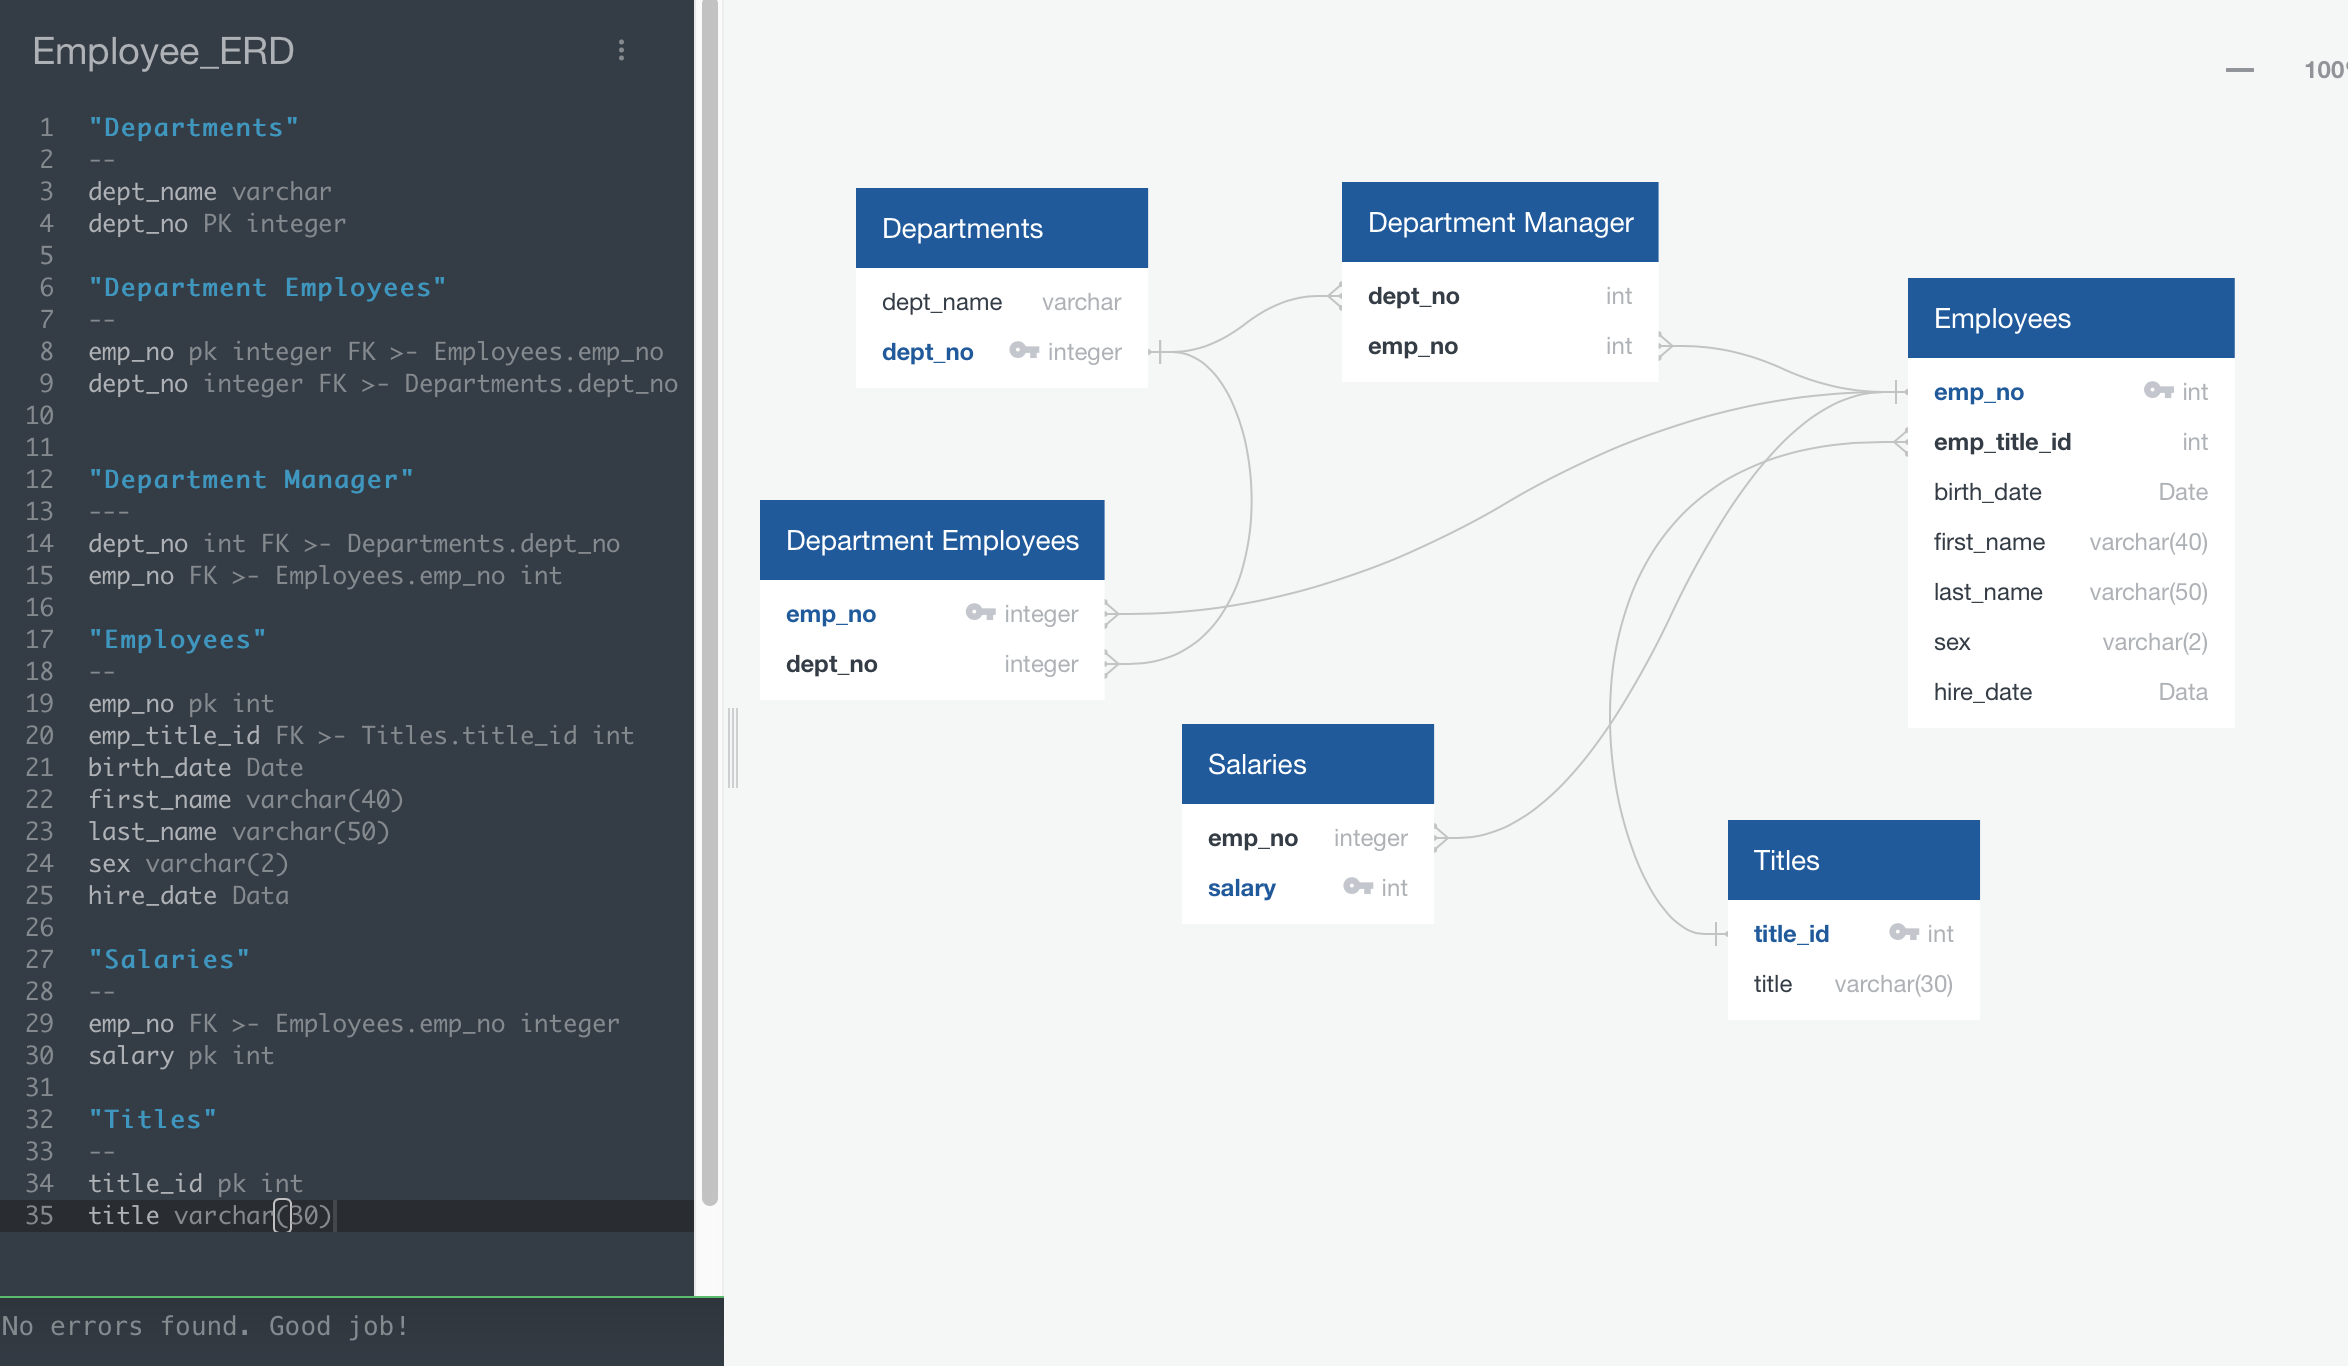 Employee_ERD
1 "Departments"
2 --
3 dept_name varchar
4 dept_no PK integer
5
6 "Department Employees"
7 --
8 emp_no pk integer FK >- Employees.emp_no
9 dept_no integer FK >- Departments.dept_no
10
11
12 "Department Manager"
13 ---
14 dept_no int FK >- Departments.dept_no
15 emp_no FK >- Employees.emp_no int
16
17 "Employees"
18 --
19 emp_no pk int
20 emp_title_id FK >- Titles.title_id int
21 birth_date Date
22 first_name varchar(40)
23 last_name varchar(50)
24 sex varchar(2)
25 hire_date Data
26
27 "Salaries"
28 --
29 emp_no FK >- Employees.emp_no integer
30 salary pk int
31
32 "Titles"
33 --
34 title_id pk int
35 title varchar(30)
No errors found. Good job!
100%
Departments
dept_name varchar
dept_no integer
Department Manager
dept_no int
emp_no int
Employees
emp_no int
emp_title_id int
birth_date Date
first_name varchar(40)
last_name varchar(50)
sex varchar(2)
hire_date Data
Department Employees
emp_no integer
dept_no integer
Salaries
emp_no integer
salary int
Titles
title_id int
title varchar(30)